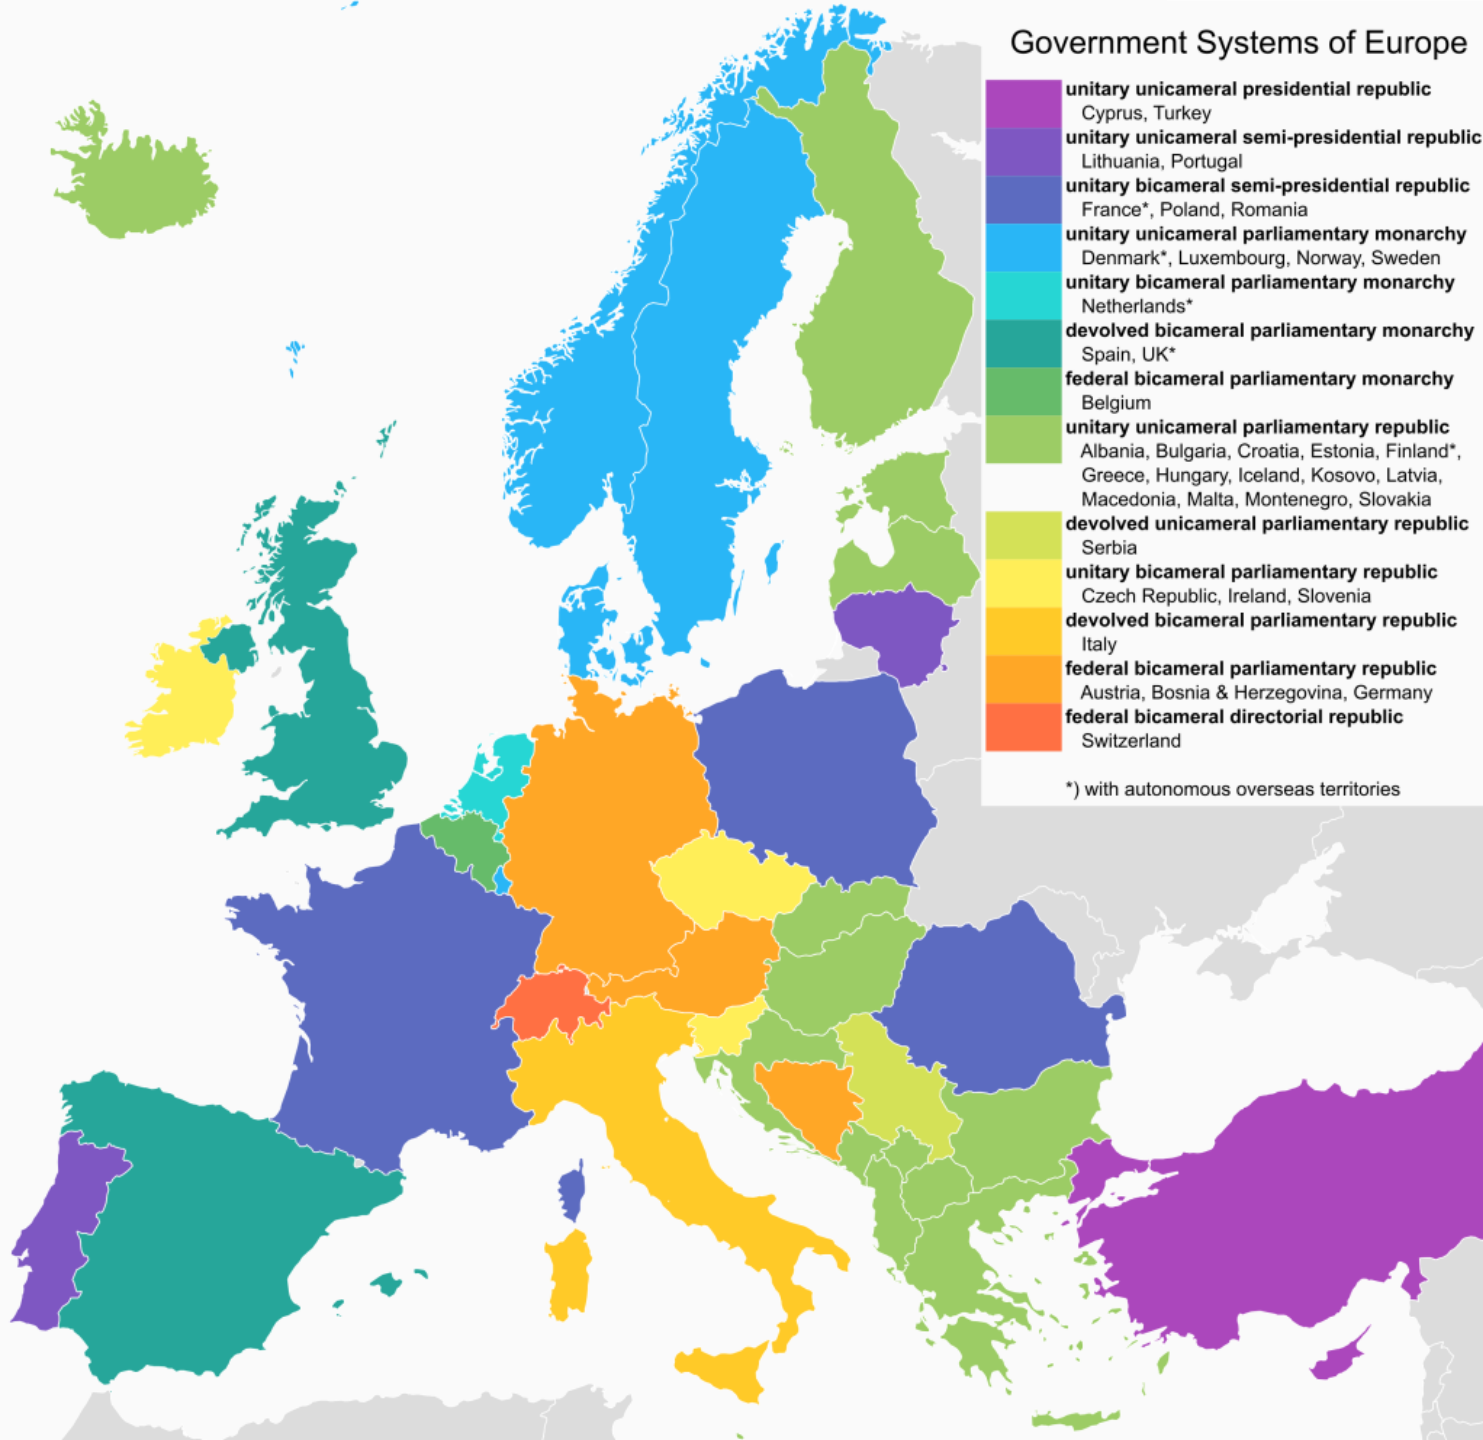 Government Systems of Europe
unitary unicameral presidential republic
Cyprus, Turkey
unitary unicameral semi-presidential republic
Lithuania, Portugal
unitary bicameral semi-presidential republic
France*, Poland, Romania
unitary unicameral parliamentary monarchy
Denmark*, Luxembourg, Norway, Sweden
unitary bicameral parliamentary monarchy
Netherlands*
devolved bicameral parliamentary monarchy
Spain, UK*
federal bicameral parliamentary monarchy
Belgium
unitary unicameral parliamentary republic
Albania, Bulgaria, Croatia, Estonia, Finland*,
Greece, Hungary, Iceland, Kosovo, Latvia,
Macedonia, Malta, Montenegro, Slovakia
devolved unicameral parliamentary republic
Serbia
unitary bicameral parliamentary republic
Czech Republic, Ireland, Slovenia
devolved bicameral parliamentary republic
Italy
federal bicameral parliamentary republic
Austria, Bosnia & Herzegovina, Germany
federal bicameral directorial republic
Switzerland
*) with autonomous overseas territories